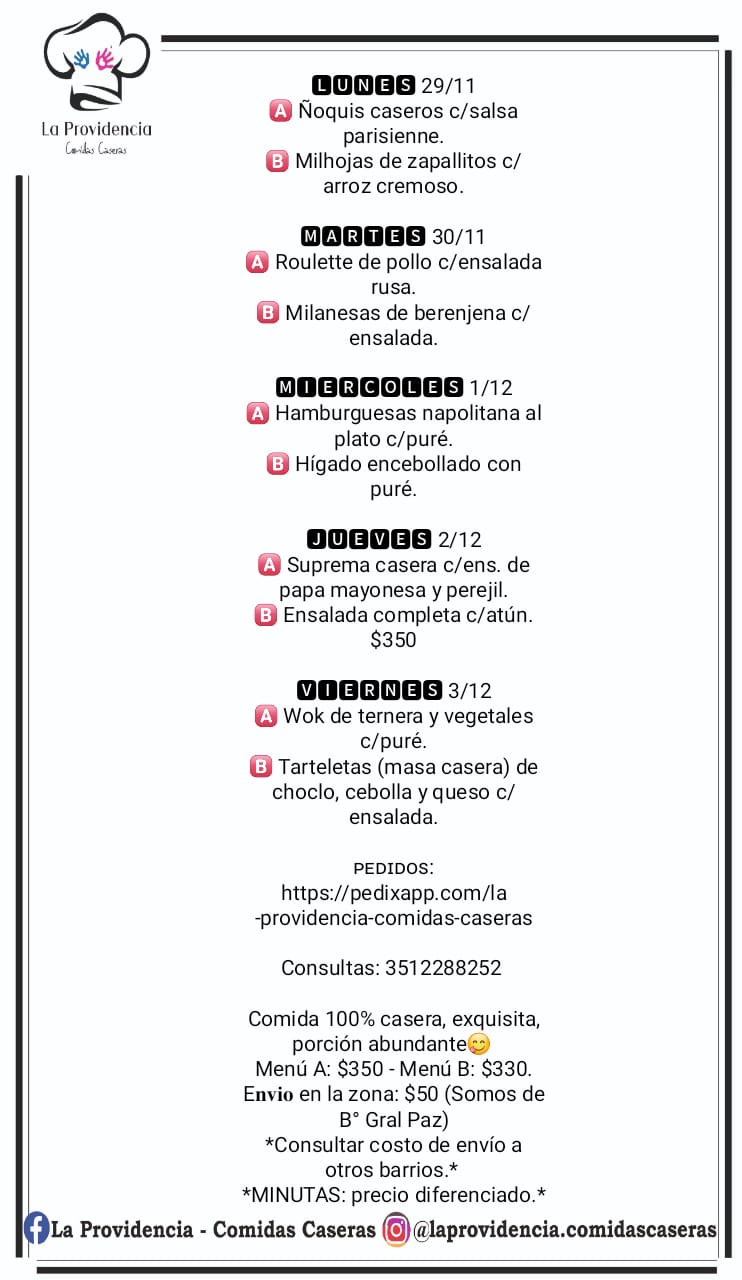 La Providencia
Comidas Caseras
LUNES 29/11
A Ñoquis caseros c/salsa
parisienne.
B Milhojas de zapallitos c/
arroz cremoso.
MARTES 30/11
A Roulette de pollo c/ensalada
rusa.
B Milanesas de berenjena c/
ensalada.
MIERCOLES 1/12
A Hamburguesas napolitana al
plato c/puré.
B Hígado encebollado con
puré.
JUEVES 2/12
A Suprema casera c/ens. de
papa mayonesa y perejil.
B Ensalada completa c/atún.
$350
VIERNES 3/12
A Wok de ternera y vegetales
c/puré.
B Tarteletas (masa casera) de
choclo, cebolla y queso c/
ensalada.
PEDIDOS:
https://pedixapp.com/la
-providencia-comidas-caseras
Consultas: 3512288252
Comida 100% casera, exquisita,
porción abundante😋
Menú A: $350 - Menú B: $330.
Envio en la zona: $50 (Somos de
B° Gral Paz)
*Consultar costo de envío a
otros barrios.*
*MINUTAS: precio diferenciado.*
La Providencia - Comidas Caseras @laprovidencia.comidascaseras